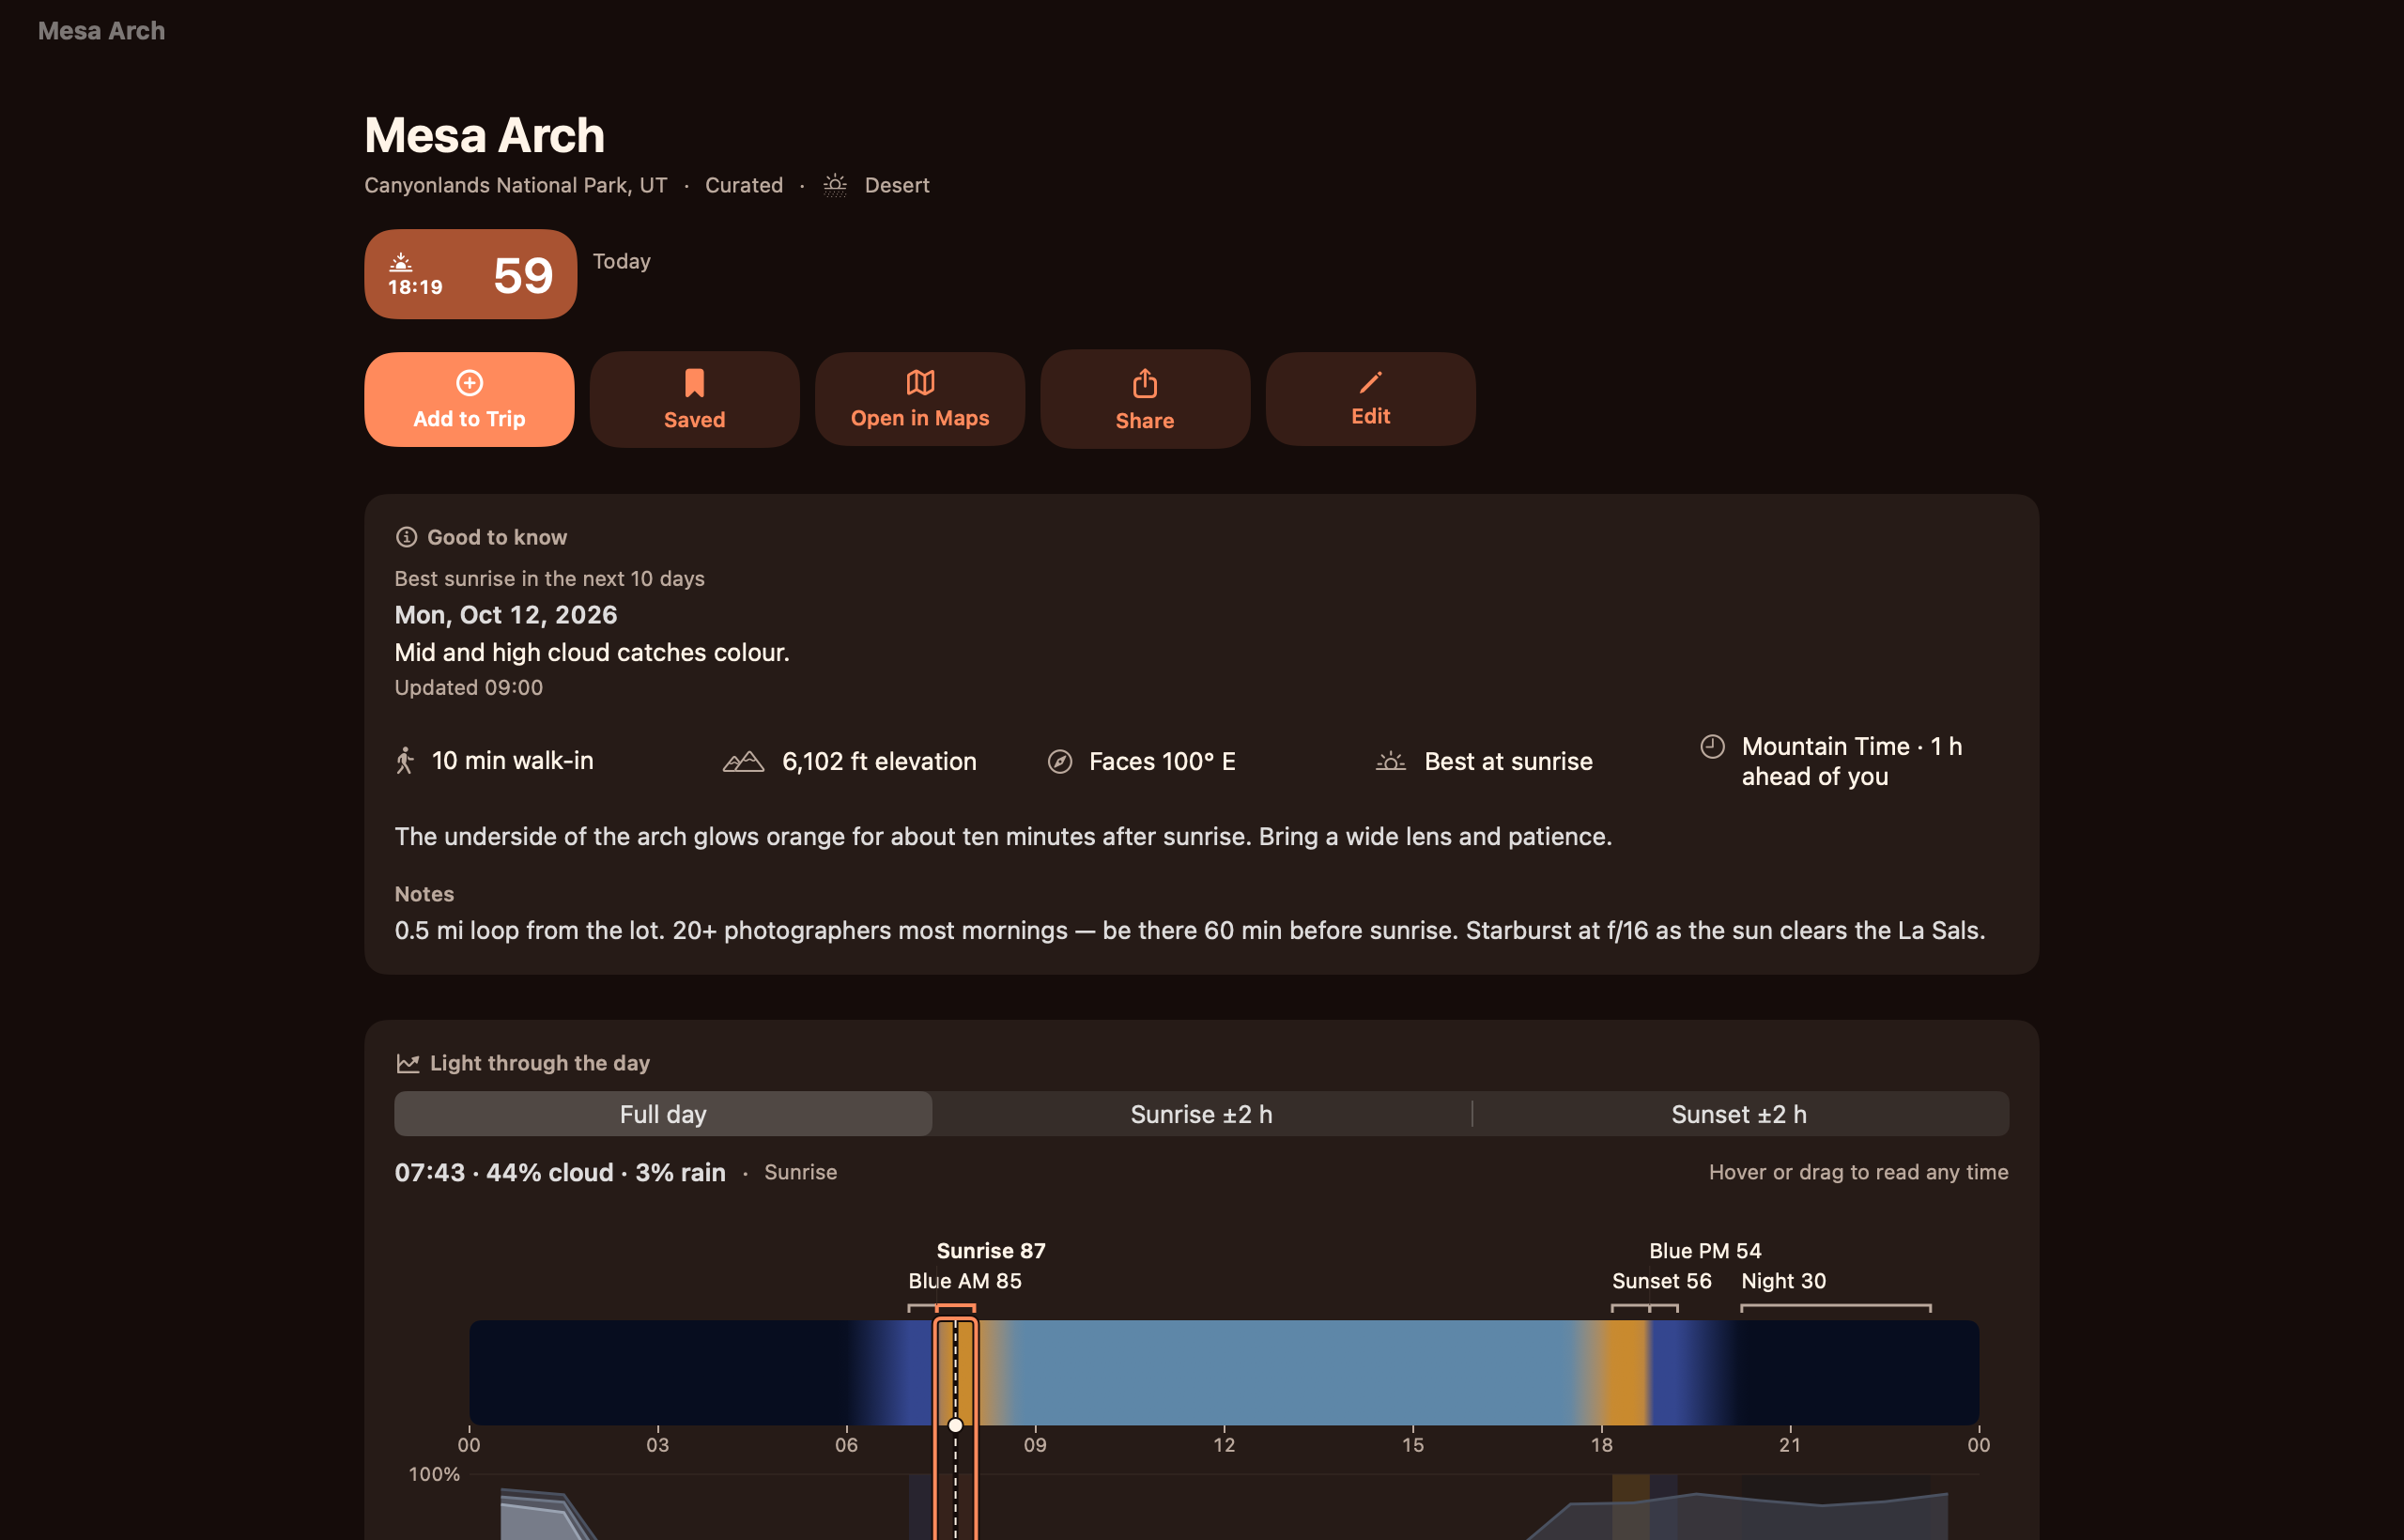 Mesa Arch
Mesa Arch
Canyonlands National Park, UT · Curated · Desert
18:19 59 Today
Add to Trip
Saved
Open in Maps
Share
Edit
Good to know
Best sunrise in the next 10 days
Mon, Oct 12, 2026
Mid and high cloud catches colour.
Updated 09:00
10 min walk-in
6,102 ft elevation
Faces 100° E
Best at sunrise
Mountain Time · 1 h
ahead of you
The underside of the arch glows orange for about ten minutes after sunrise. Bring a wide lens and patience.
Notes
0.5 mi loop from the lot. 20+ photographers most mornings — be there 60 min before sunrise. Starburst at f/16 as the sun clears the La Sals.
Light through the day
Full day
Sunrise ±2 h
Sunset ±2 h
07:43 · 44% cloud · 3% rain · Sunrise
Hover or drag to read any time
Sunrise 87
Blue PM 54
Blue AM 85
Sunset 56
Night 30
00 03 06 09 12 15 18 21 00
100%